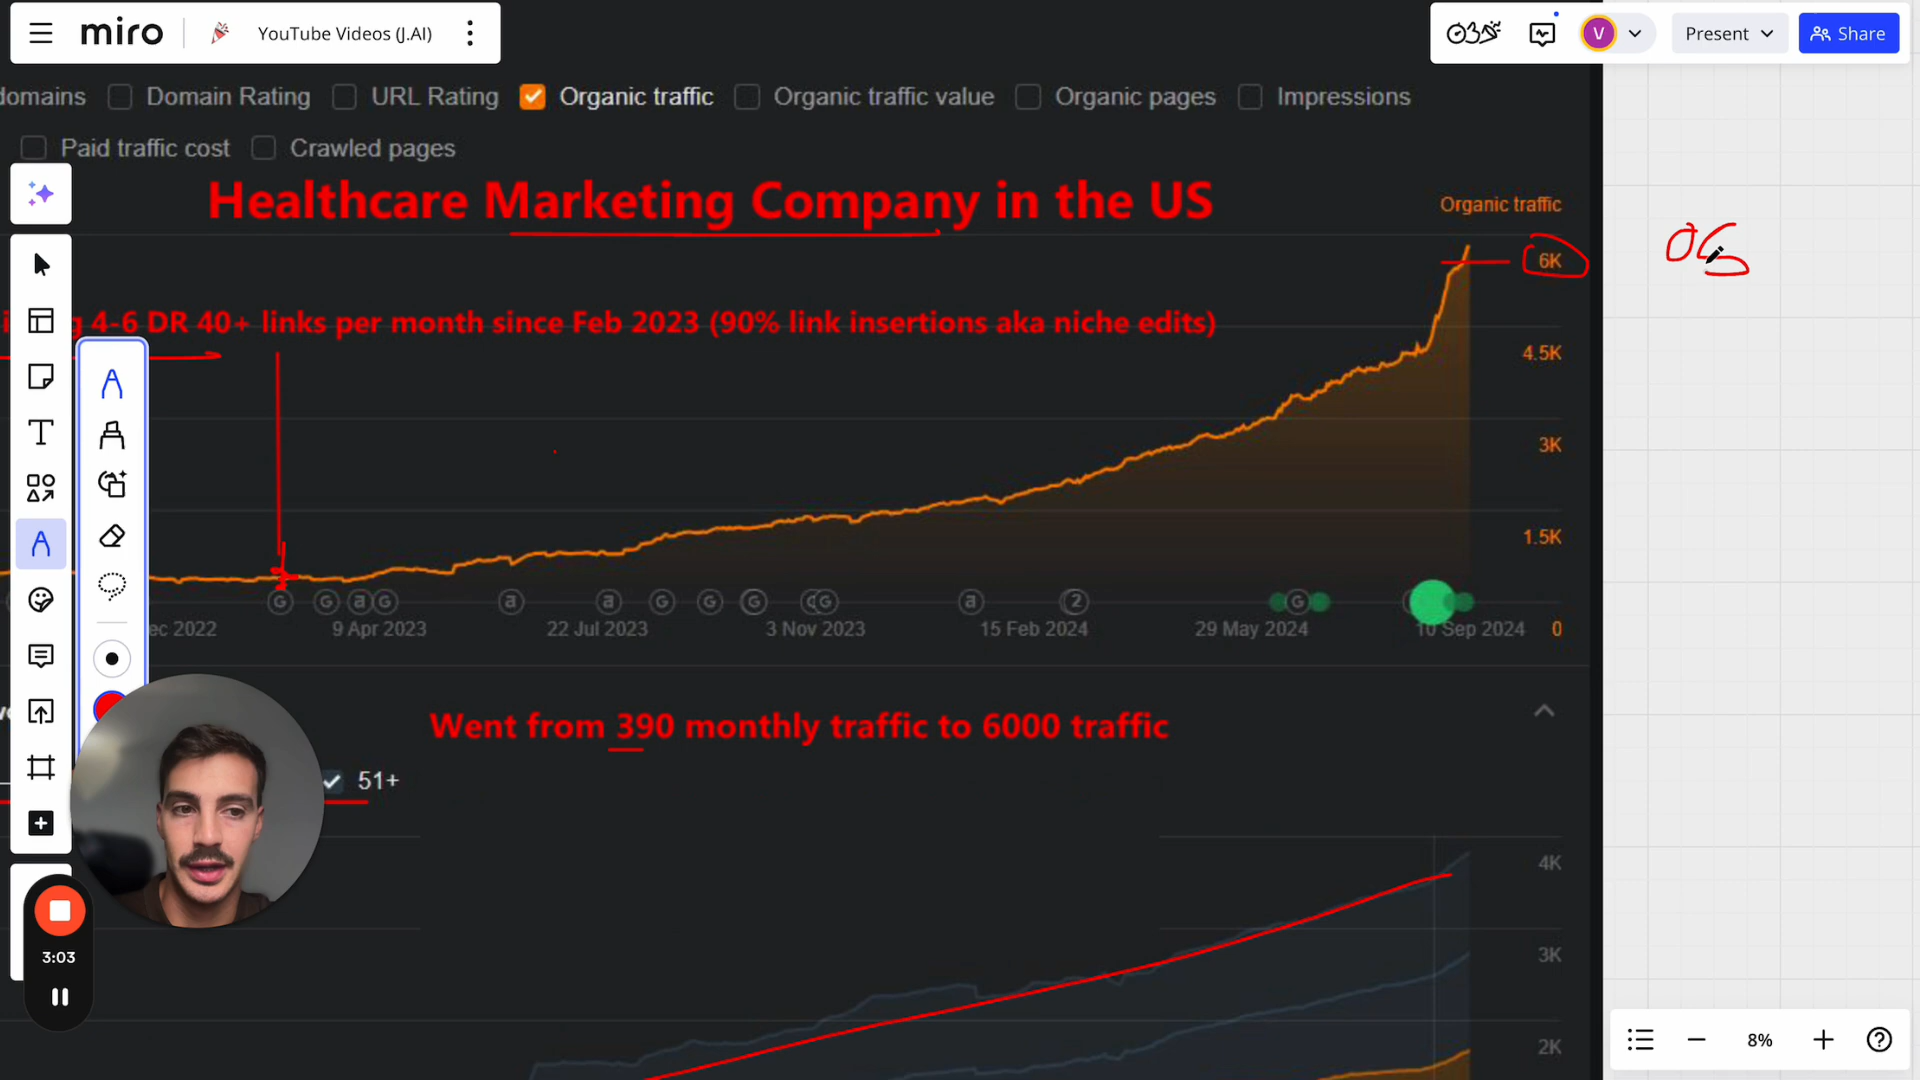 miro
YouTube Videos (J.AI)
V
Present
Share
domains
Domain Rating
URL Rating
Organic traffic
Organic traffic value
Organic pages
Impressions
Paid traffic cost
Crawled pages
Healthcare Marketing Company in the US
Organic traffic
6K
4-6 DR 40+ links per month since Feb 2023 (90% link insertions aka niche edits)
4.5K
3K
1.5K
ec 2022
9 Apr 2023
22 Jul 2023
3 Nov 2023
15 Feb 2024
29 May 2024
10 Sep 2024
0
Went from 390 monthly traffic to 6000 traffic
51+
4K
3K
2K
3:03
8%